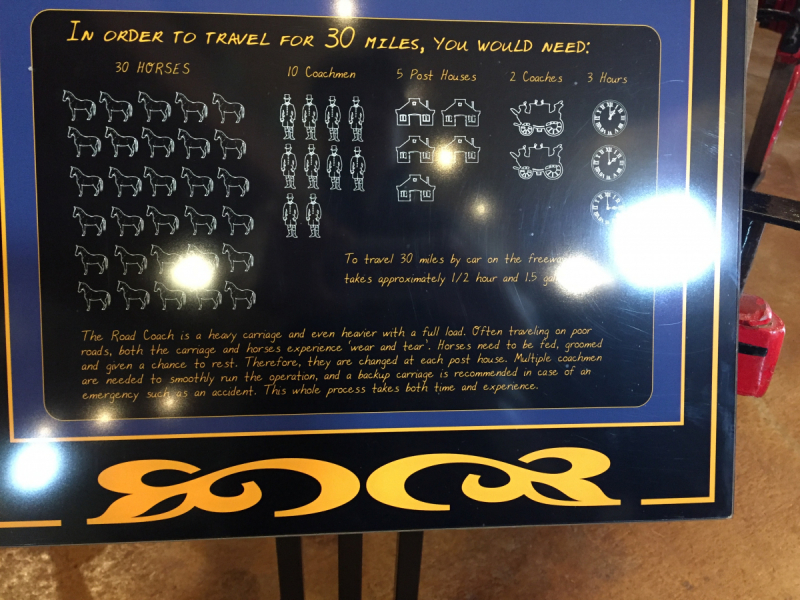 In order to travel for 30 miles, you would need:
30 Horses
10 Coachmen
5 Post Houses
2 Coaches
3 Hours
To travel 30 miles by car on the freeway
takes approximately 1/2 hour and 1.5
The Road Coach is a heavy carriage and even heavier with a full load. Often traveling on poor
roads, both the carriage and horses experience 'wear and tear'. Horses need to be fed, groomed
and given a chance to rest. Therefore, they are changed at each post house. Multiple coachmen
are needed to smoothly run the operation, and a backup carriage is recommended in case of an
emergency such as an accident. This whole process takes both time and experience.